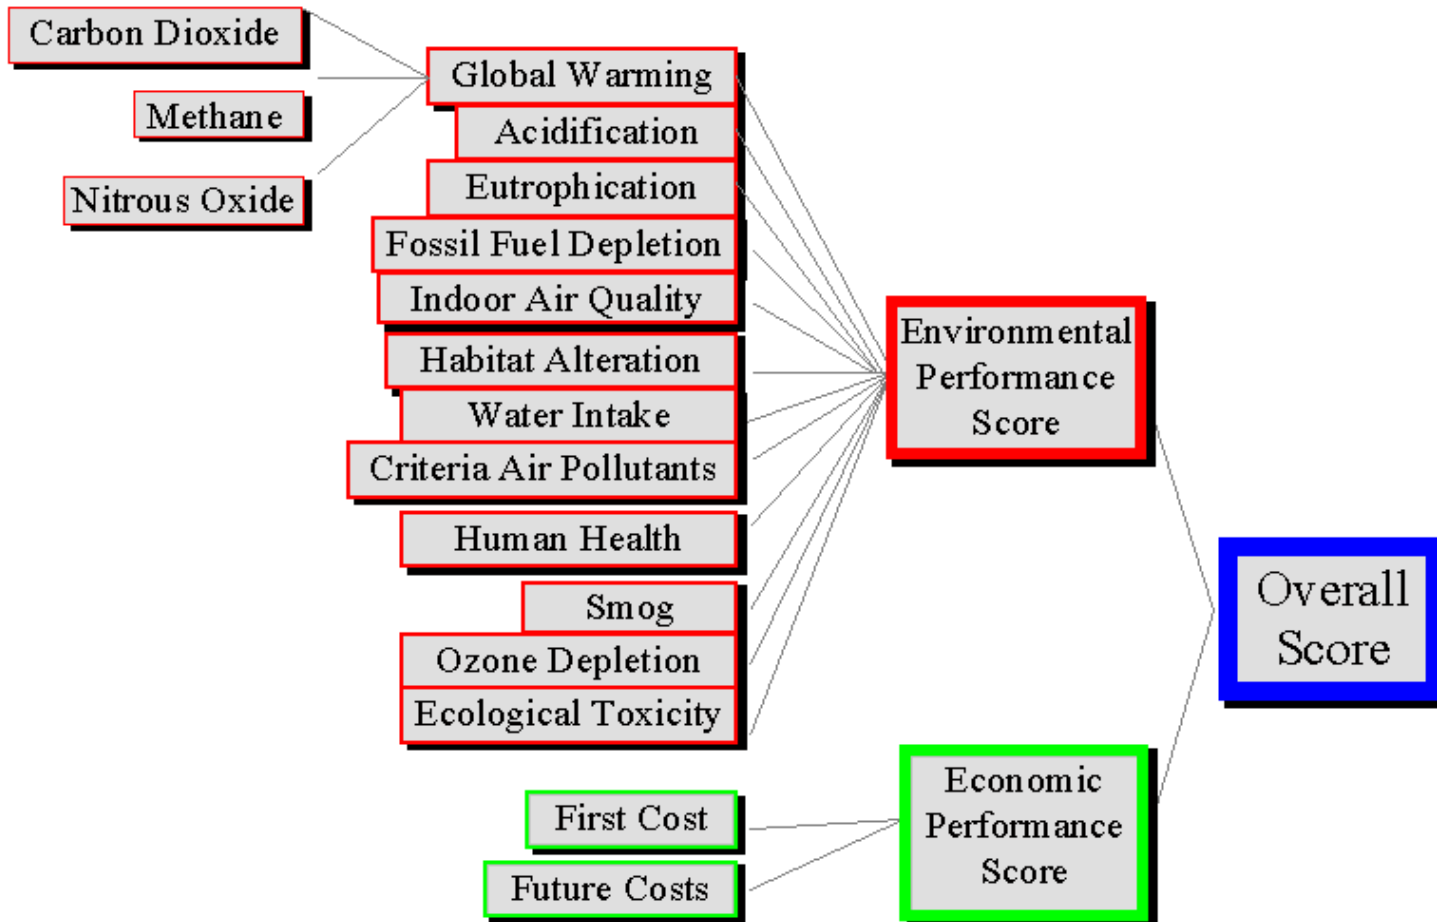 Carbon Dioxide
Methane
Nitrous Oxide
Global Warming
Acidification
Eutrophication
Fossil Fuel Depletion
Indoor Air Quality
Habitat Alteration
Water Intake
Criteria Air Pollutants
Human Health
Smog
Ozone Depletion
Ecological Toxicity
First Cost
Future Costs
Environmental
Performance
Score
Economic
Performance
Score
Overall
Score